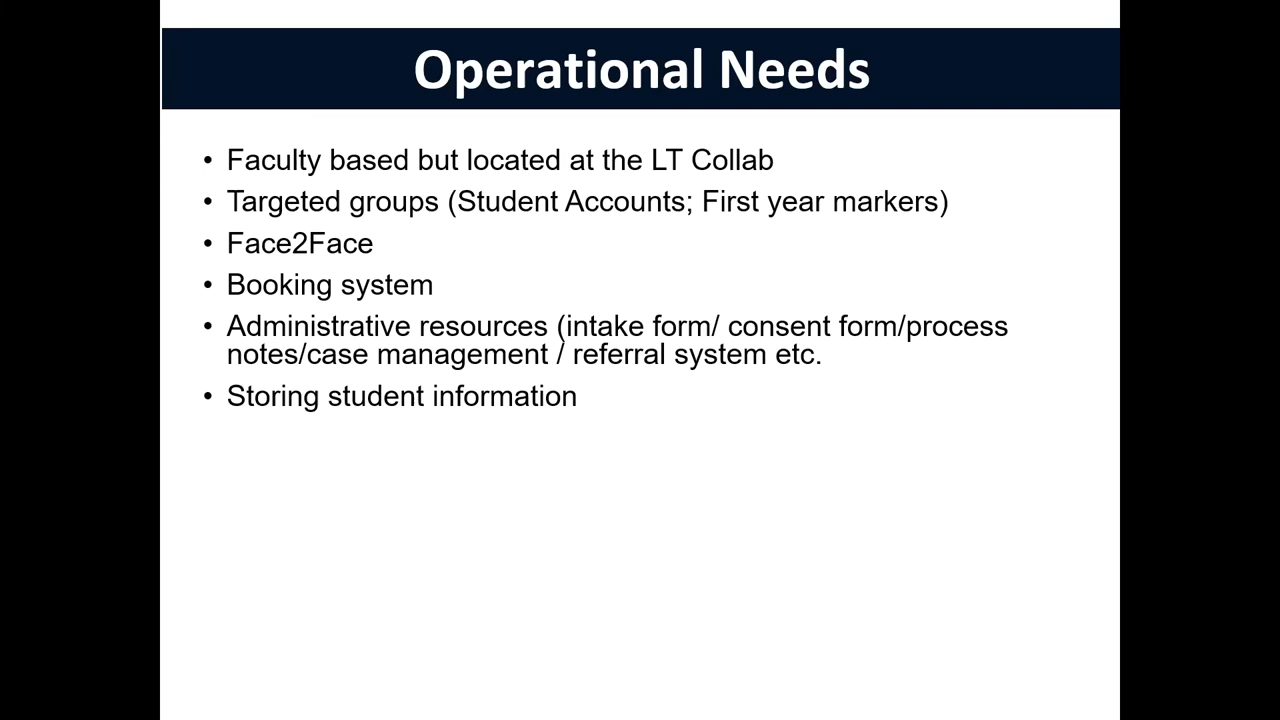 Operational Needs
• Faculty based but located at the LT Collab
• Targeted groups (Student Accounts; First year markers)
• Face2Face
• Booking system
• Administrative resources (intake form/ consent form/process
notes/case management / referral system etc.
• Storing student information